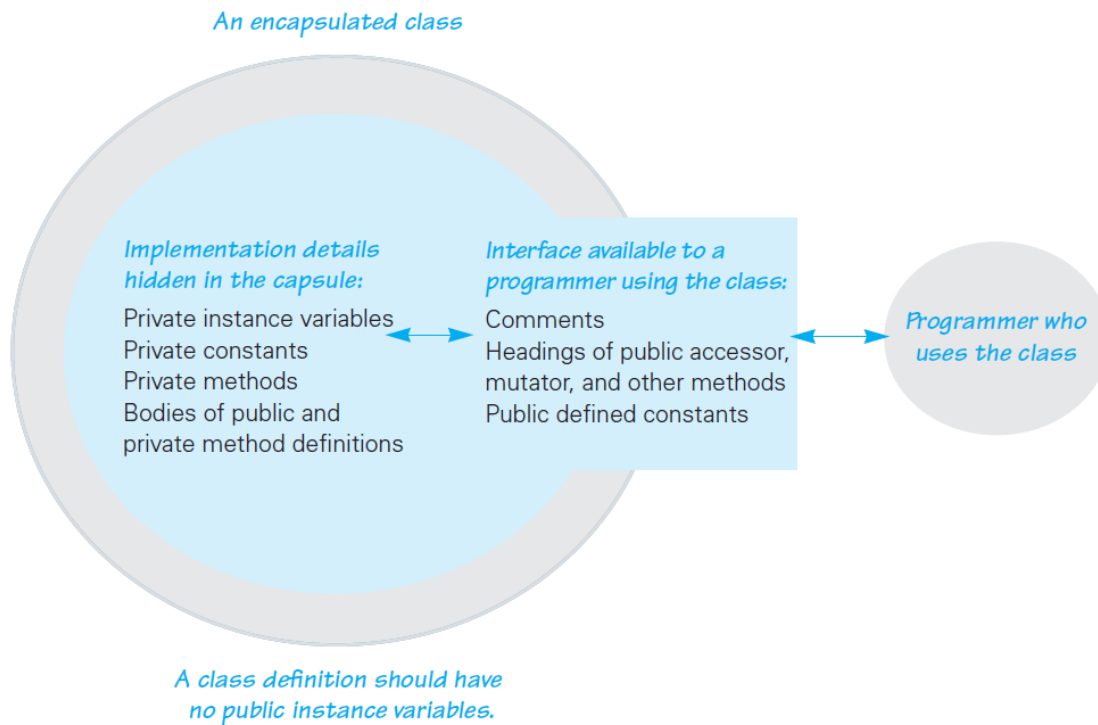 An encapsulated class
Implementation details
hidden in the capsule:
Private instance variables
Private constants
Private methods
Bodies of public and
private method definitions
Interface available to a
programmer using the class:
Comments
Headings of public accessor,
mutator, and other methods
Public defined constants
Programmer who
uses the class
A class definition should have
no public instance variables.